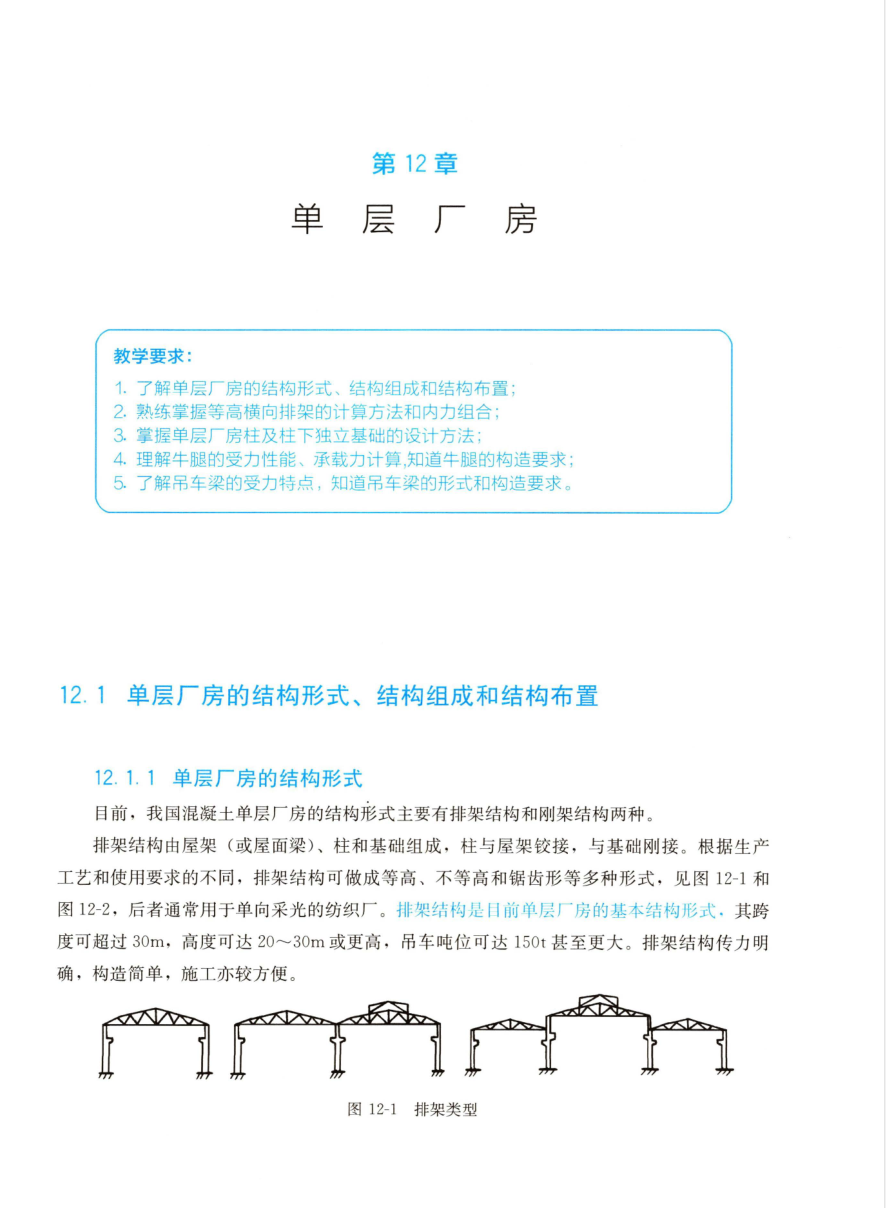 第 12 章
单 层 厂 房
教学要求：
1. 了解单层厂房的结构形式、结构组成和结构布置；
2. 熟练掌握等高横向排架的计算方法和内力组合；
3. 掌握单层厂房柱及柱下独立基础的设计方法；
4. 理解牛腿的受力性能、承载力计算,知道牛腿的构造要求；
5. 了解吊车梁的受力特点，知道吊车梁的形式和构造要求。
12.1 单层厂房的结构形式、结构组成和结构布置
12.1.1 单层厂房的结构形式
目前，我国混凝土单层厂房的结构形式主要有排架结构和刚架结构两种。
排架结构由屋架（或屋面梁）、柱和基础组成，柱与屋架铰接，与基础刚接。根据生产
工艺和使用要求的不同，排架结构可做成等高、不等高和锯齿形等多种形式，见图 12-1 和
图 12-2，后者通常用于单向采光的纺织厂。排架结构是目前单层厂房的基本结构形式，其跨
度可超过 30m，高度可达 20～30m 或更高，吊车吨位可达 150t 甚至更大。排架结构传力明
确，构造简单，施工亦较方便。
图 12-1 排架类型